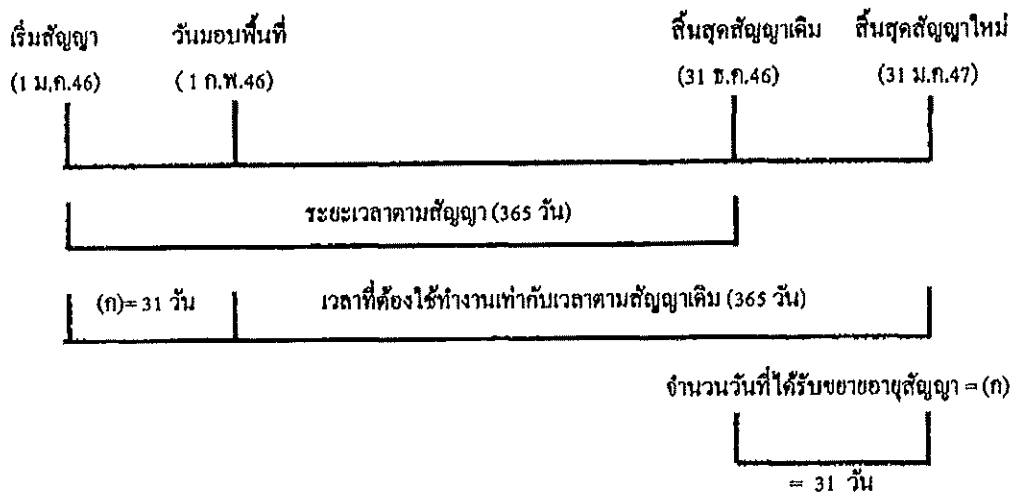 เริ่มสัญญา วันมอบพื้นที่ สิ้นสุดสัญญาเดิม สิ้นสุดสัญญาใหม่
(1 ม.ค.46) (1 ก.พ.46) (31 ธ.ค.46) (31 ม.ค.47)
ระยะเวลาตามสัญญา (365 วัน)
(ก)= 31 วัน เวลาที่ต้องใช้ทำงานเท่ากับเวลาตามสัญญาเดิม (365 วัน)
จำนวนวันที่ได้รับขยายอายุสัญญา = (ก)
= 31 วัน